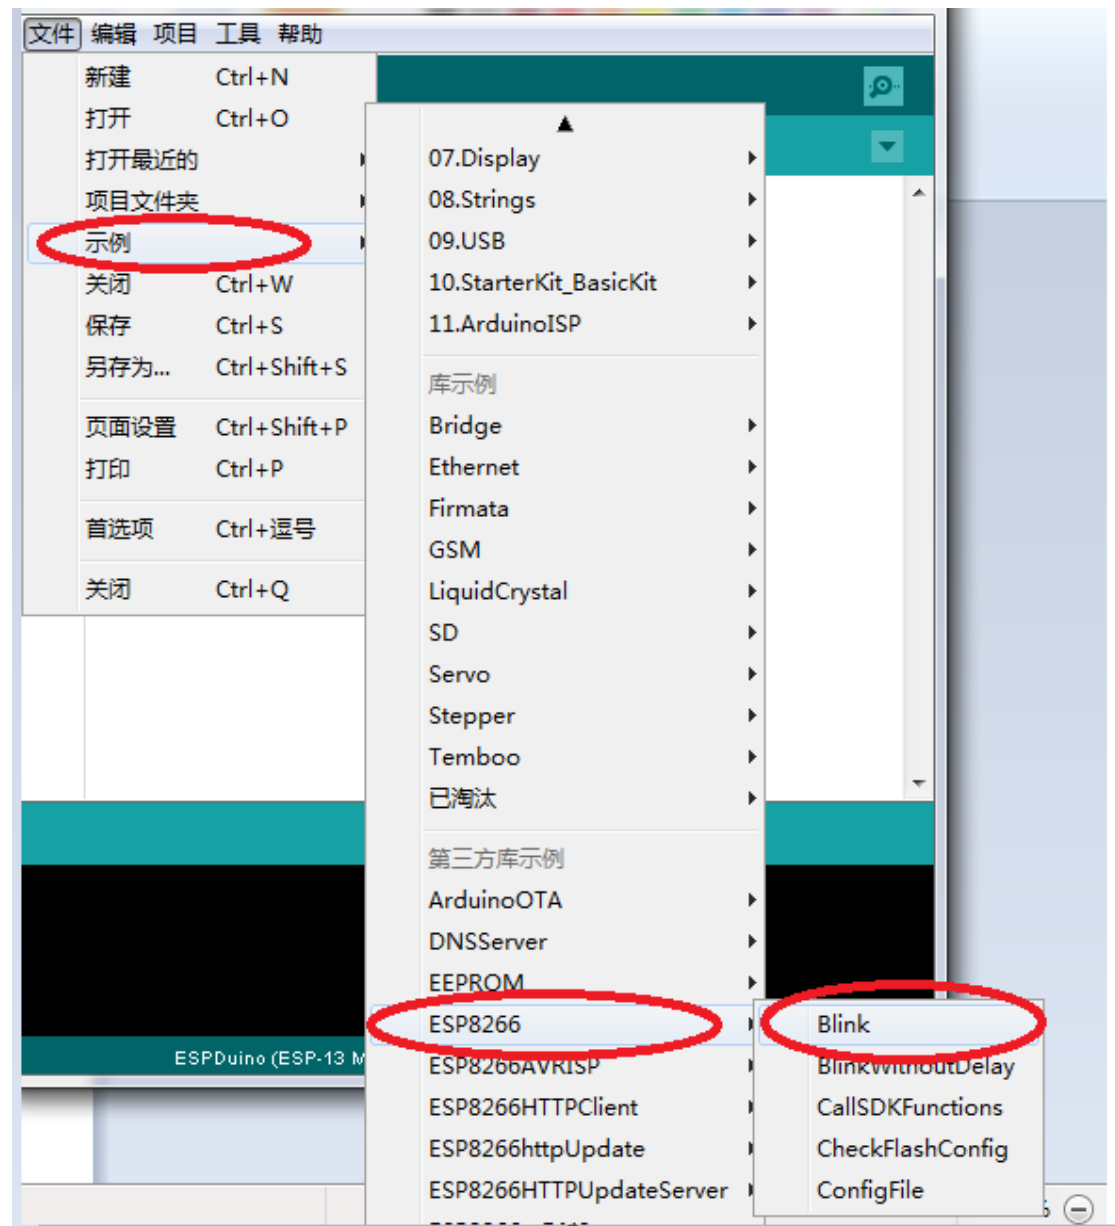 文件 编辑 项目 工具 帮助
新建 Ctrl+N
打开 Ctrl+O
打开最近的
项目文件夹
示例
关闭 Ctrl+W
保存 Ctrl+S
另存为... Ctrl+Shift+S
页面设置 Ctrl+Shift+P
打印 Ctrl+P
首选项 Ctrl+逗号
关闭 Ctrl+Q
07.Display
08.Strings
09.USB
10.StarterKit_BasicKit
11.ArduinoISP
库示例
Bridge
Ethernet
Firmata
GSM
LiquidCrystal
SD
Servo
Stepper
Temboo
已淘汰
第三方库示例
ArduinoOTA
DNSServer
EEPROM
ESP8266
ESP8266AVRISP
ESP8266HTTPClient
ESP8266httpUpdate
ESP8266HTTPUpdateServer
Blink
BlinkWithoutDelay
CallSDKFunctions
CheckFlashConfig
ConfigFile
ESPDuino (ESP-13 M